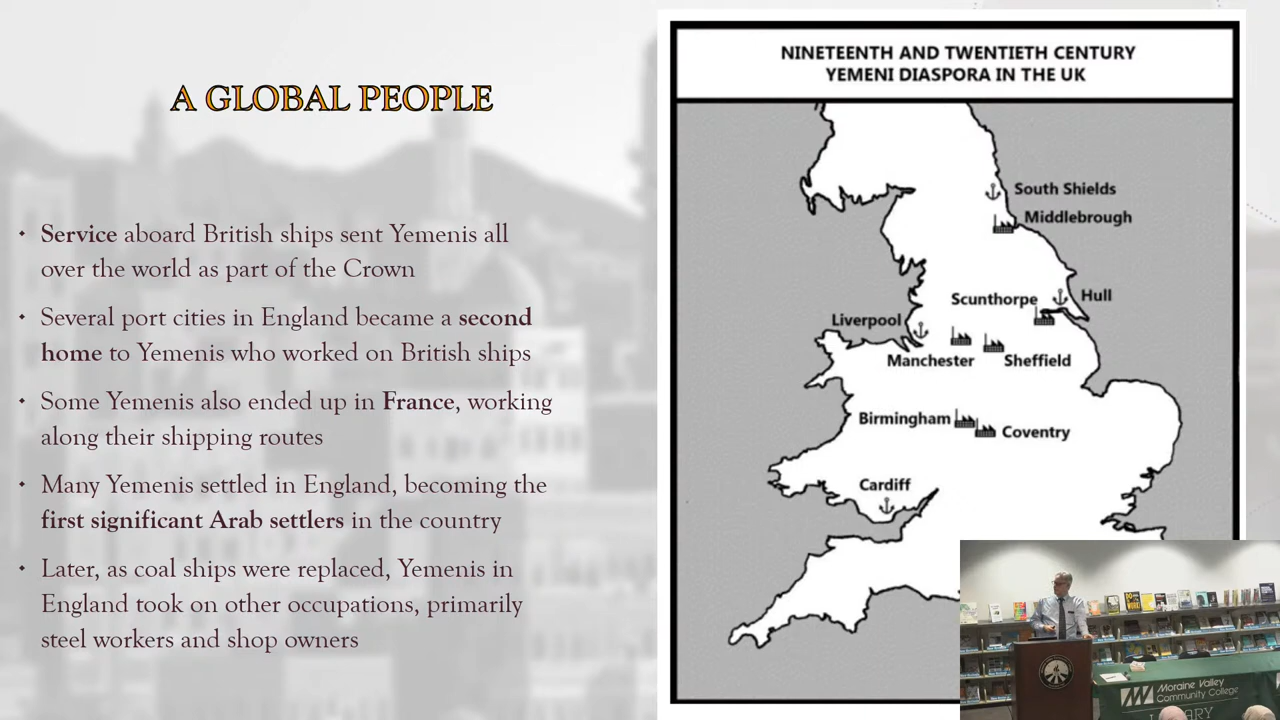 A GLOBAL PEOPLE
• Service aboard British ships sent Yemenis all
over the world as part of the Crown
• Several port cities in England became a second
home to Yemenis who worked on British ships
• Some Yemenis also ended up in France, working
along their shipping routes
• Many Yemenis settled in England, becoming the
first significant Arab settlers in the country
• Later, as coal ships were replaced, Yemenis in
England took on other occupations, primarily
steel workers and shop owners
NINETEENTH AND TWENTIETH CENTURY
YEMENI DIASPORA IN THE UK
South Shields
Middlebrough
Scunthorpe
Hull
Liverpool
Manchester
Sheffield
Birmingham
Coventry
Cardiff
Moraine Valley
Community College